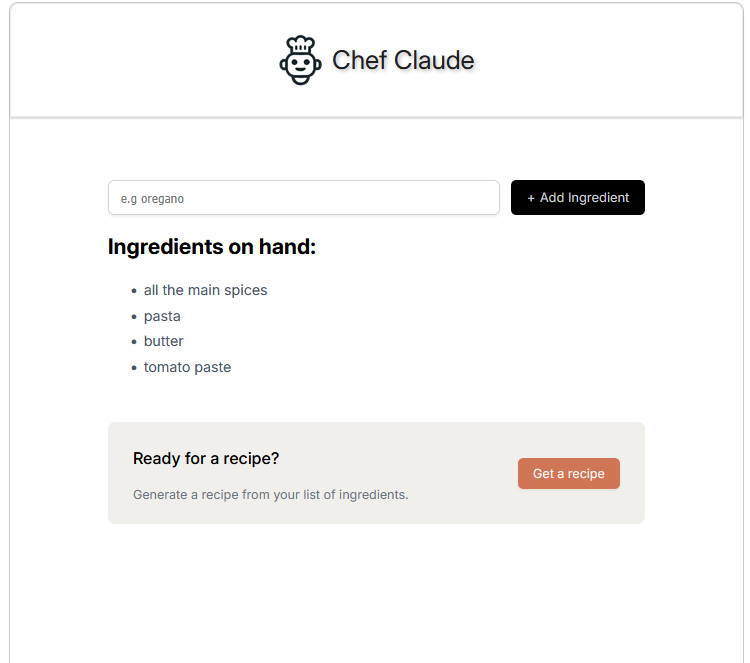 Chef Claude
e.g oregano
+ Add Ingredient
Ingredients on hand:
• all the main spices
• pasta
• butter
• tomato paste
Ready for a recipe?
Get a recipe
Generate a recipe from your list of ingredients.